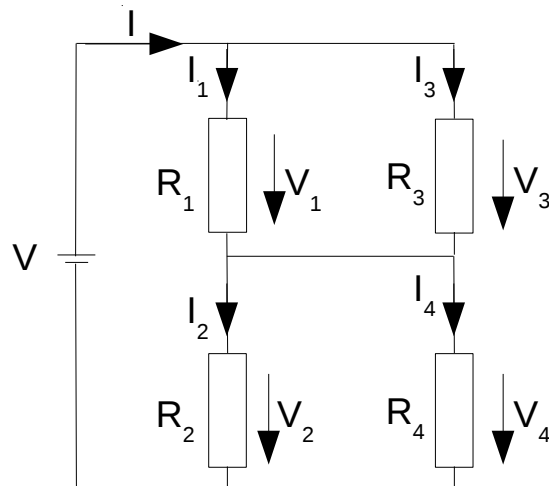 I
I₁ I₃
R₁ V₁ R₃ V₃
V
I₂ I₄
R₂ V₂ R₄ V₄